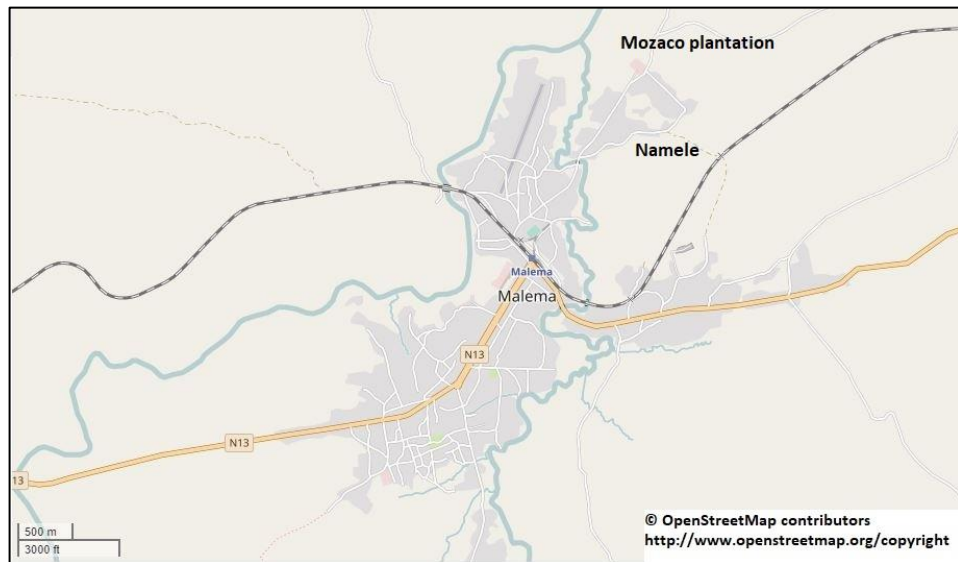 Mozaco plantation
Namele
Malema
Malema
N13
N13
13
500 m
3000 ft
© OpenStreetMap contributors
http://www.openstreetmap.org/copyright